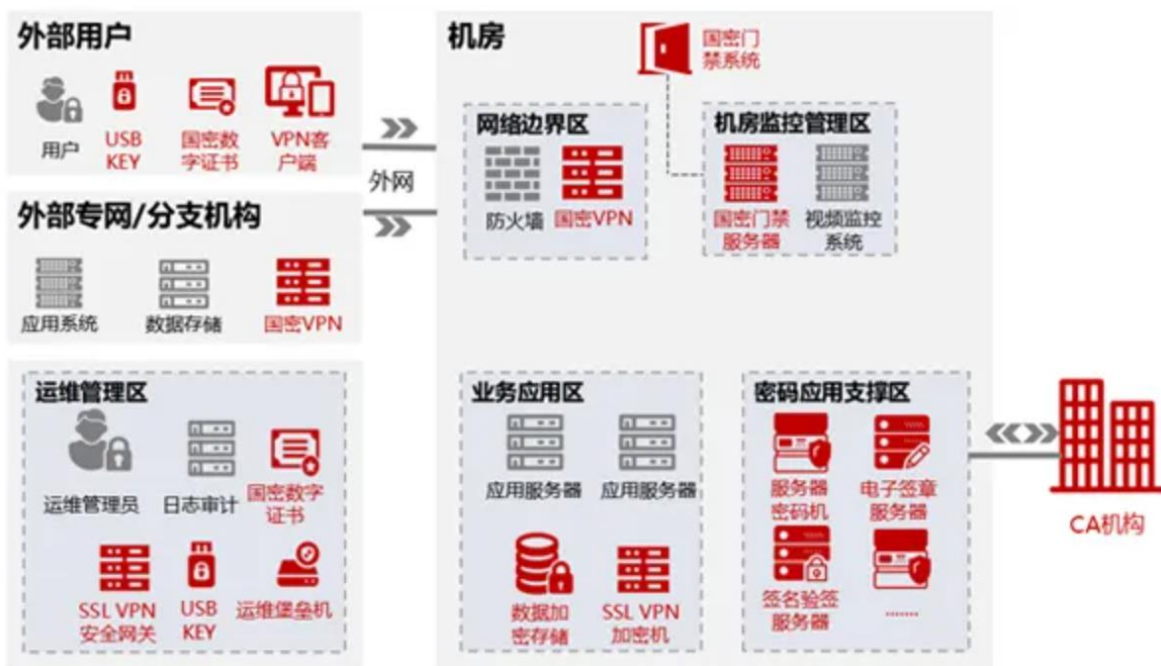 外部用户
用户
USB
KEY
国密数
字证书
VPN客
户端
外部专网/分支机构
应用系统
数据存储
国密VPN
外网
机房
国密门
禁系统
网络边界区
防火墙
国密VPN
机房监控管理区
国密门禁
服务器
视频监控
系统
运维管理区
运维管理员
日志审计
国密数字
证书
SSL VPN
安全网关
USB
KEY
运维堡垒机
业务应用区
应用服务器
应用服务器
数据加
密存储
SSL VPN
加密机
密码应用支撑区
服务器
密码机
电子签章
服务器
签名验签
服务器
.......
CA机构